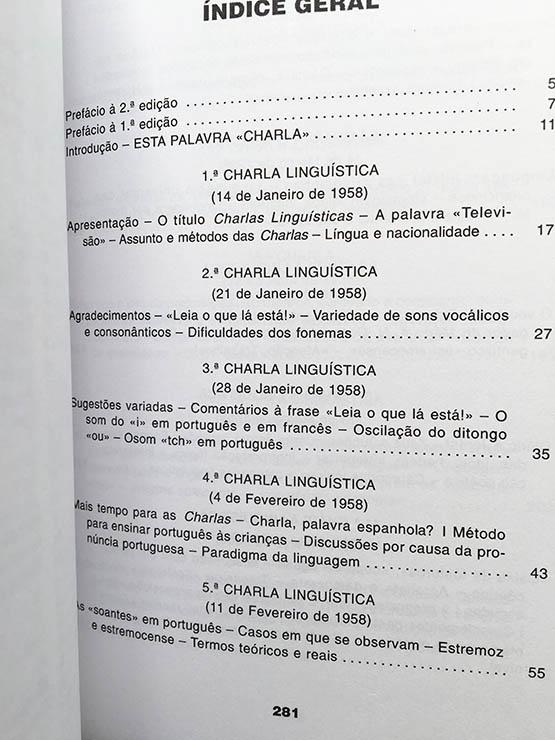 ÍNDICE GERAL
Prefácio à 2.ª edição ........ 5
Prefácio à 1.ª edição ........ 7
Introdução – ESTA PALAVRA «CHARLA» ........ 11
1.ª CHARLA LINGUÍSTICA
(14 de Janeiro de 1958)
Apresentação – O título Charlas Linguísticas – A palavra «Televi-
são» – Assunto e métodos das Charlas – Língua e nacionalidade .... 17
2.ª CHARLA LINGUÍSTICA
(21 de Janeiro de 1958)
Agradecimentos – «Leia o que lá está!» – Variedade de sons vocálicos
e consonânticos – Dificuldades dos fonemas ........ 27
3.ª CHARLA LINGUÍSTICA
(28 de Janeiro de 1958)
Sugestões variadas – Comentários à frase «Leia o que lá está!» – O
som do «i» em português e em francês – Oscilação do ditongo
«ou» – Osom «tch» em português ........ 35
4.ª CHARLA LINGUÍSTICA
(4 de Fevereiro de 1958)
Mais tempo para as Charlas – Charla, palavra espanhola? I Método
para ensinar português às crianças – Discussões por causa da pro-
núncia portuguesa – Paradigma da linguagem ........ 43
5.ª CHARLA LINGUÍSTICA
(11 de Fevereiro de 1958)
As «soantes» em português – Casos em que se observam – Estremoz
e estremocense – Termos teóricos e reais ........ 55
281